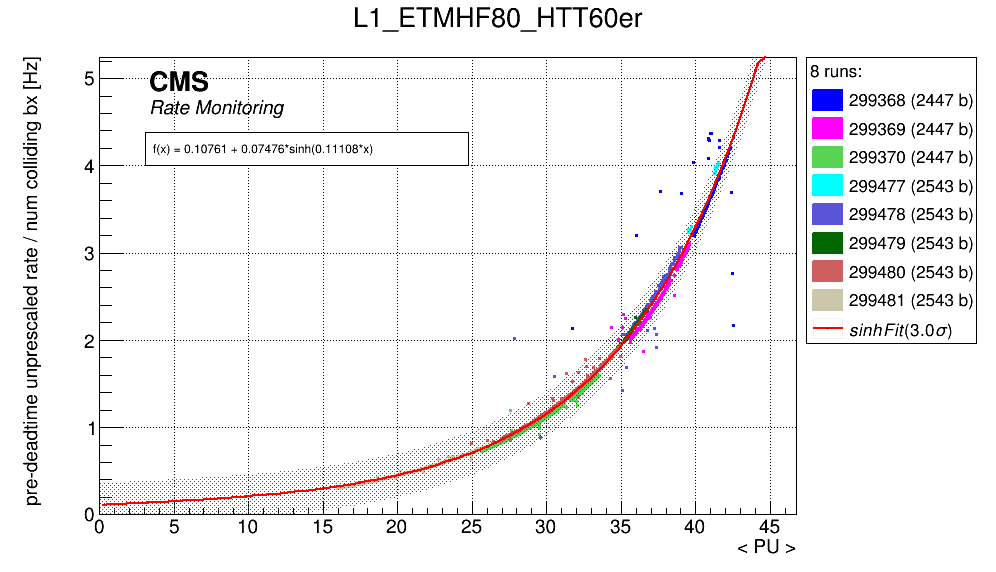 L1_ETMHF80_HTT60er
pre-deadtime unprescaled rate / num colliding bx [Hz]
5
4
3
2
1
0
CMS
Rate Monitoring
f(x) = 0.10761 + 0.07476*sinh(0.11108*x)
0 5 10 15 20 25 30 35 40 45
< PU >
8 runs:
299368 (2447 b)
299369 (2447 b)
299370 (2447 b)
299477 (2543 b)
299478 (2543 b)
299479 (2543 b)
299480 (2543 b)
299481 (2543 b)
sinhFit(3.0σ)